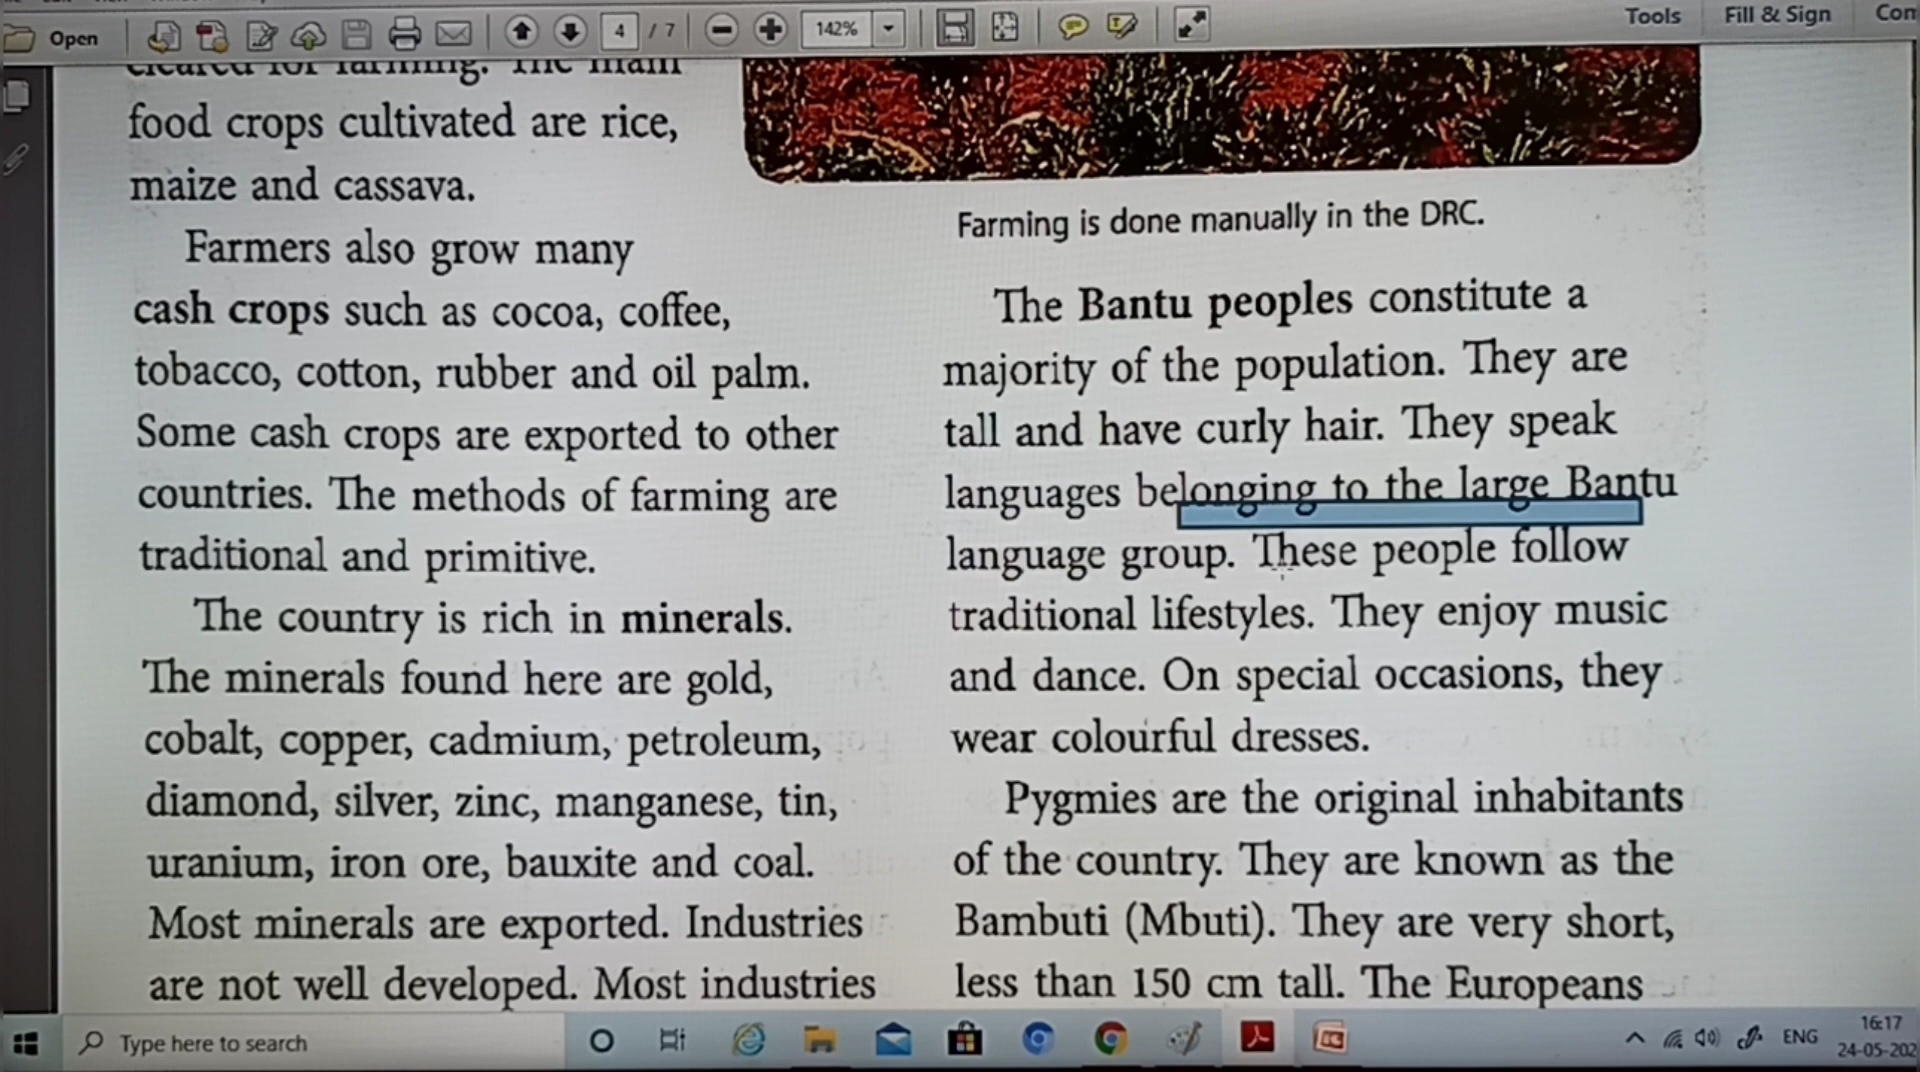 Open
4 / 7
142%
Tools
Fill & Sign
cleared for farming. The main
food crops cultivated are rice,
maize and cassava.
Farmers also grow many
cash crops such as cocoa, coffee,
tobacco, cotton, rubber and oil palm.
Some cash crops are exported to other
countries. The methods of farming are
traditional and primitive.
The country is rich in minerals.
The minerals found here are gold,
cobalt, copper, cadmium, petroleum,
diamond, silver, zinc, manganese, tin,
uranium, iron ore, bauxite and coal.
Most minerals are exported. Industries
are not well developed. Most industries
Farming is done manually in the DRC.
The Bantu peoples constitute a
majority of the population. They are
tall and have curly hair. They speak
languages belonging to the large Bantu
language group. These people follow
traditional lifestyles. They enjoy music
and dance. On special occasions, they
wear colourful dresses.
Pygmies are the original inhabitants
of the country. They are known as the
Bambuti (Mbuti). They are very short,
less than 150 cm tall. The Europeans
Type here to search
ENG
16:17
24-05-202